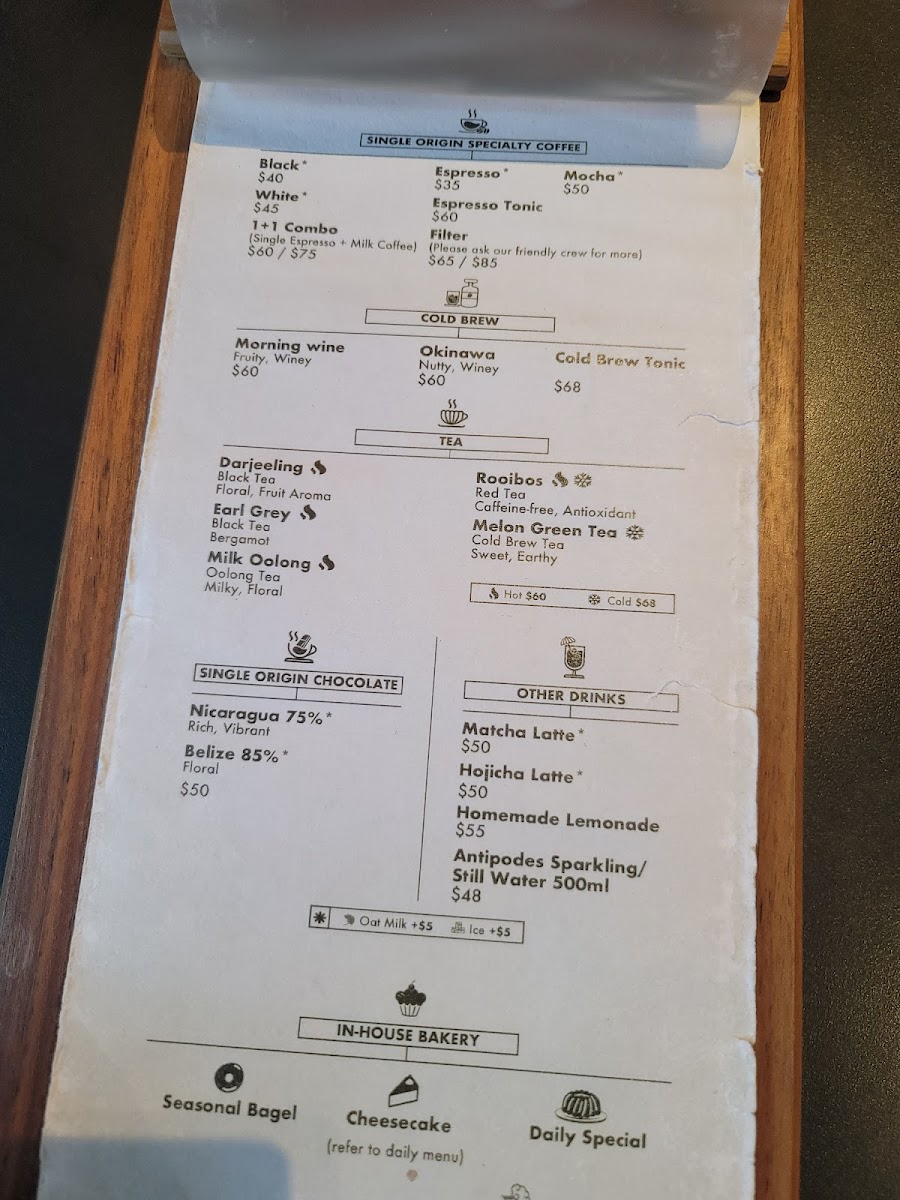 SINGLE ORIGIN SPECIALTY COFFEE
Black*
$40
White*
$45
1+1 Combo
(Single Espresso + Milk Coffee)
$60 / $75
Espresso*
$35
Espresso Tonic
$60
Filter
(Please ask our friendly crew for more)
$65 / $85
Mocha*
$50
COLD BREW
Morning wine
Fruity, Winey
$60
Okinawa
Nutty, Winey
$60
Cold Brew Tonic
$68
TEA
Darjeeling
Black Tea
Floral, Fruit Aroma
Earl Grey
Black Tea
Bergamot
Milk Oolong
Oolong Tea
Milky, Floral
Rooibos
Red Tea
Caffeine-free, Antioxidant
Melon Green Tea
Cold Brew Tea
Sweet, Earthy
Hot $60 Cold $68
SINGLE ORIGIN CHOCOLATE
Nicaragua 75%*
Rich, Vibrant
Belize 85%*
Floral
$50
OTHER DRINKS
Matcha Latte*
$50
Hojicha Latte*
$50
Homemade Lemonade
$55
Antipodes Sparkling/
Still Water 500ml
$48
* Oat Milk +$5 Ice +$5
IN-HOUSE BAKERY
Seasonal Bagel
Cheesecake
(refer to daily menu)
Daily Special